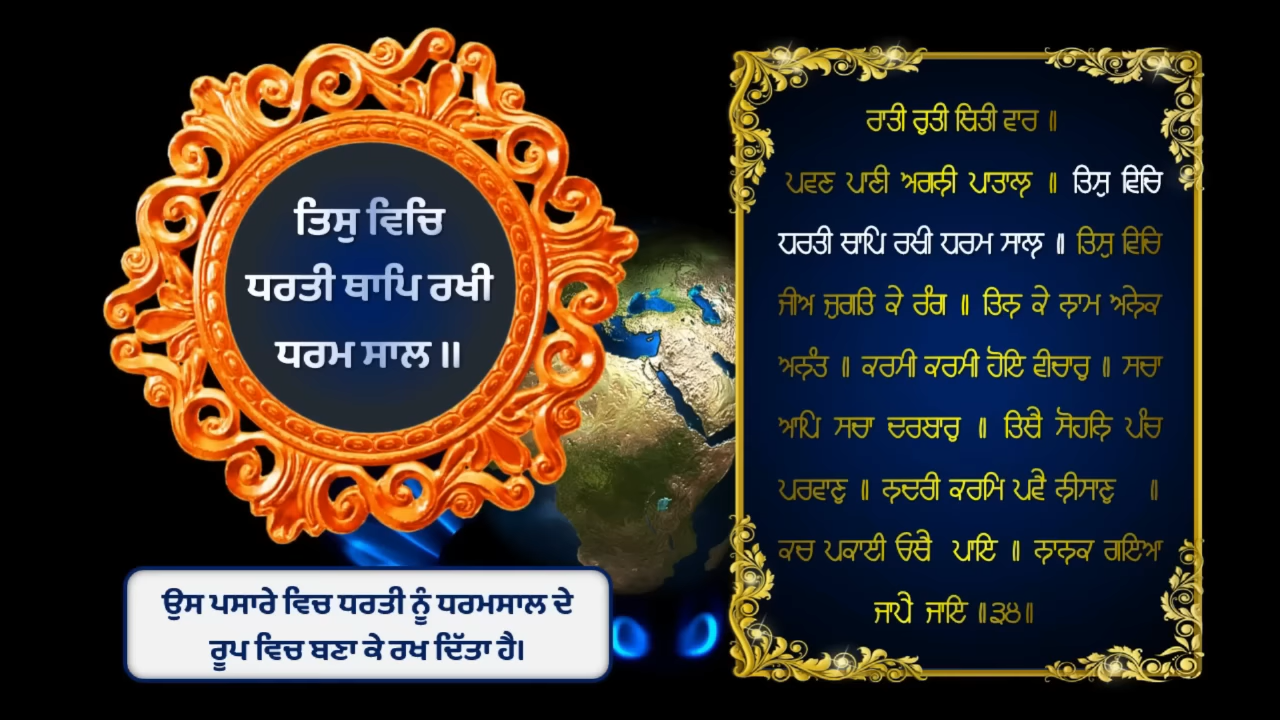 ਤਿਸੁ ਵਿਚਿ
ਧਰਤੀ ਥਾਪਿ ਰਖੀ
ਧਰਮ ਸਾਲ ॥
ਉਸ ਪਸਾਰੇ ਵਿਚ ਧਰਤੀ ਨੂੰ ਧਰਮਸਾਲ ਦੇ
ਰੂਪ ਵਿਚ ਬਣਾ ਕੇ ਰਖ ਦਿੱਤਾ ਹੈ।
ਰਾਤੀ ਰੁਤੀ ਥਿਤੀ ਵਾਰ ॥
ਪਵਣ ਪਾਣੀ ਅਗਨੀ ਪਾਤਾਲ ॥ ਤਿਸੁ ਵਿਚਿ
ਧਰਤੀ ਥਾਪਿ ਰਖੀ ਧਰਮ ਸਾਲ ॥ ਤਿਸੁ ਵਿਚਿ
ਜੀਅ ਜੁਗਤਿ ਕੇ ਰੰਗ ॥ ਤਿਨ ਕੇ ਨਾਮ ਅਨੇਕ
ਅਨੰਤ ॥ ਕਰਮੀ ਕਰਮੀ ਹੋਇ ਵੀਚਾਰੁ ॥ ਸਚਾ
ਆਪਿ ਸਚਾ ਦਰਬਾਰੁ ॥ ਤਿਥੈ ਸੋਹਨਿ ਪੰਚ
ਪਰਵਾਣੁ ॥ ਨਦਰੀ ਕਰਮਿ ਪਵੈ ਨੀਸਾਣੁ ॥
ਕਚ ਪਕਾਈ ਓਥੈ ਪਾਇ ॥ ਨਾਨਕ ਗਇਆ
ਜਾਪੈ ਜਾਇ ॥੩੪॥